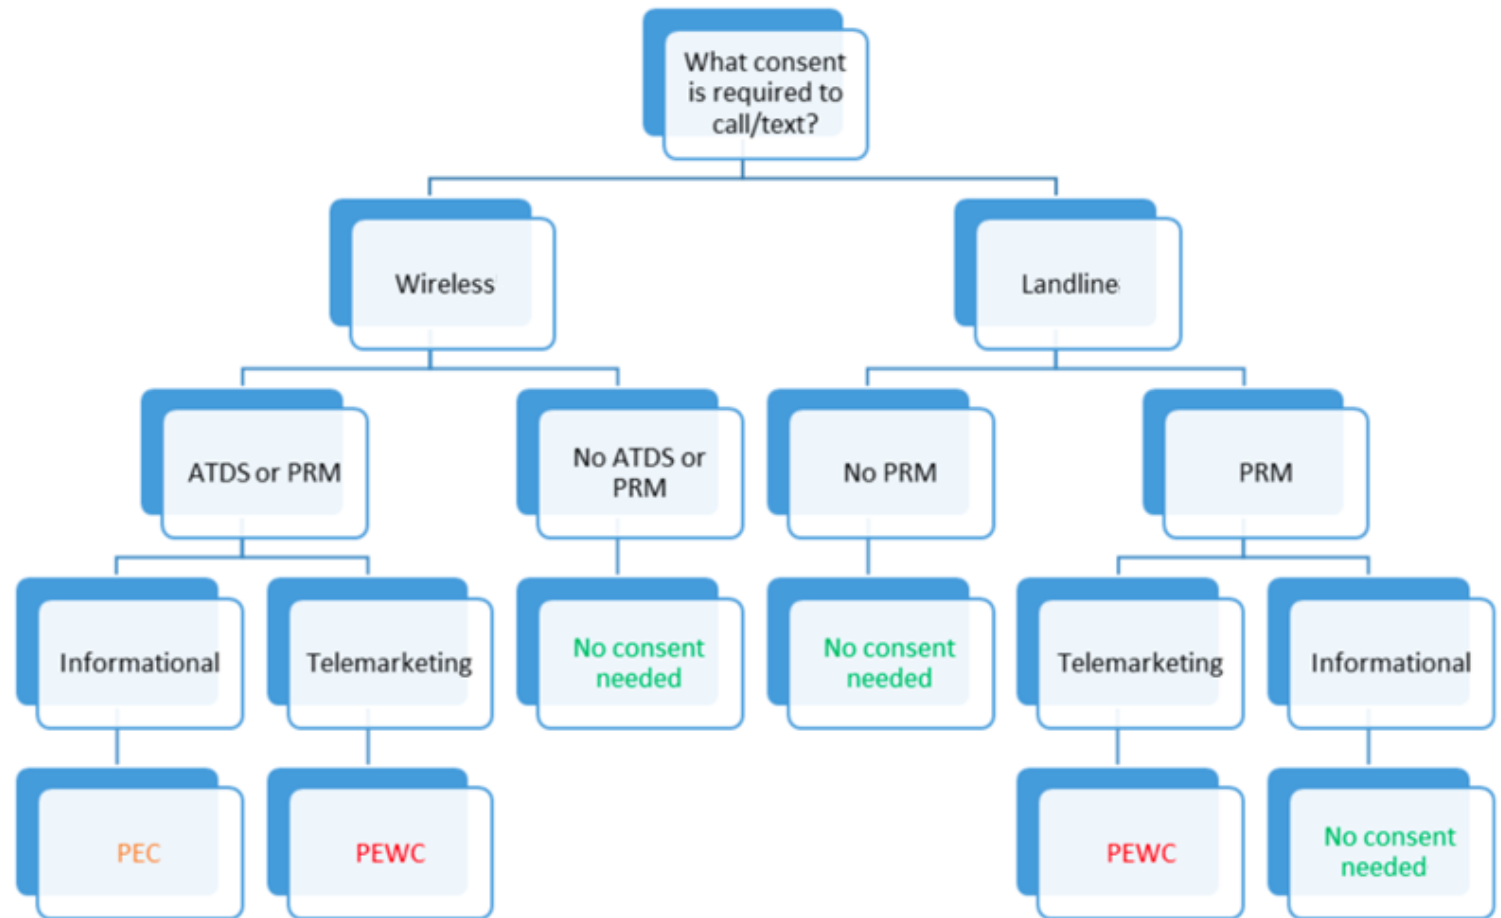 What consent
is required to
call/text?
Wireless
Landline
ATDS or PRM
No ATDS or
PRM
No PRM
PRM
Informational
Telemarketing
No consent
needed
No consent
needed
Telemarketing
Informational
PEC
PEWC
PEWC
No consent
needed